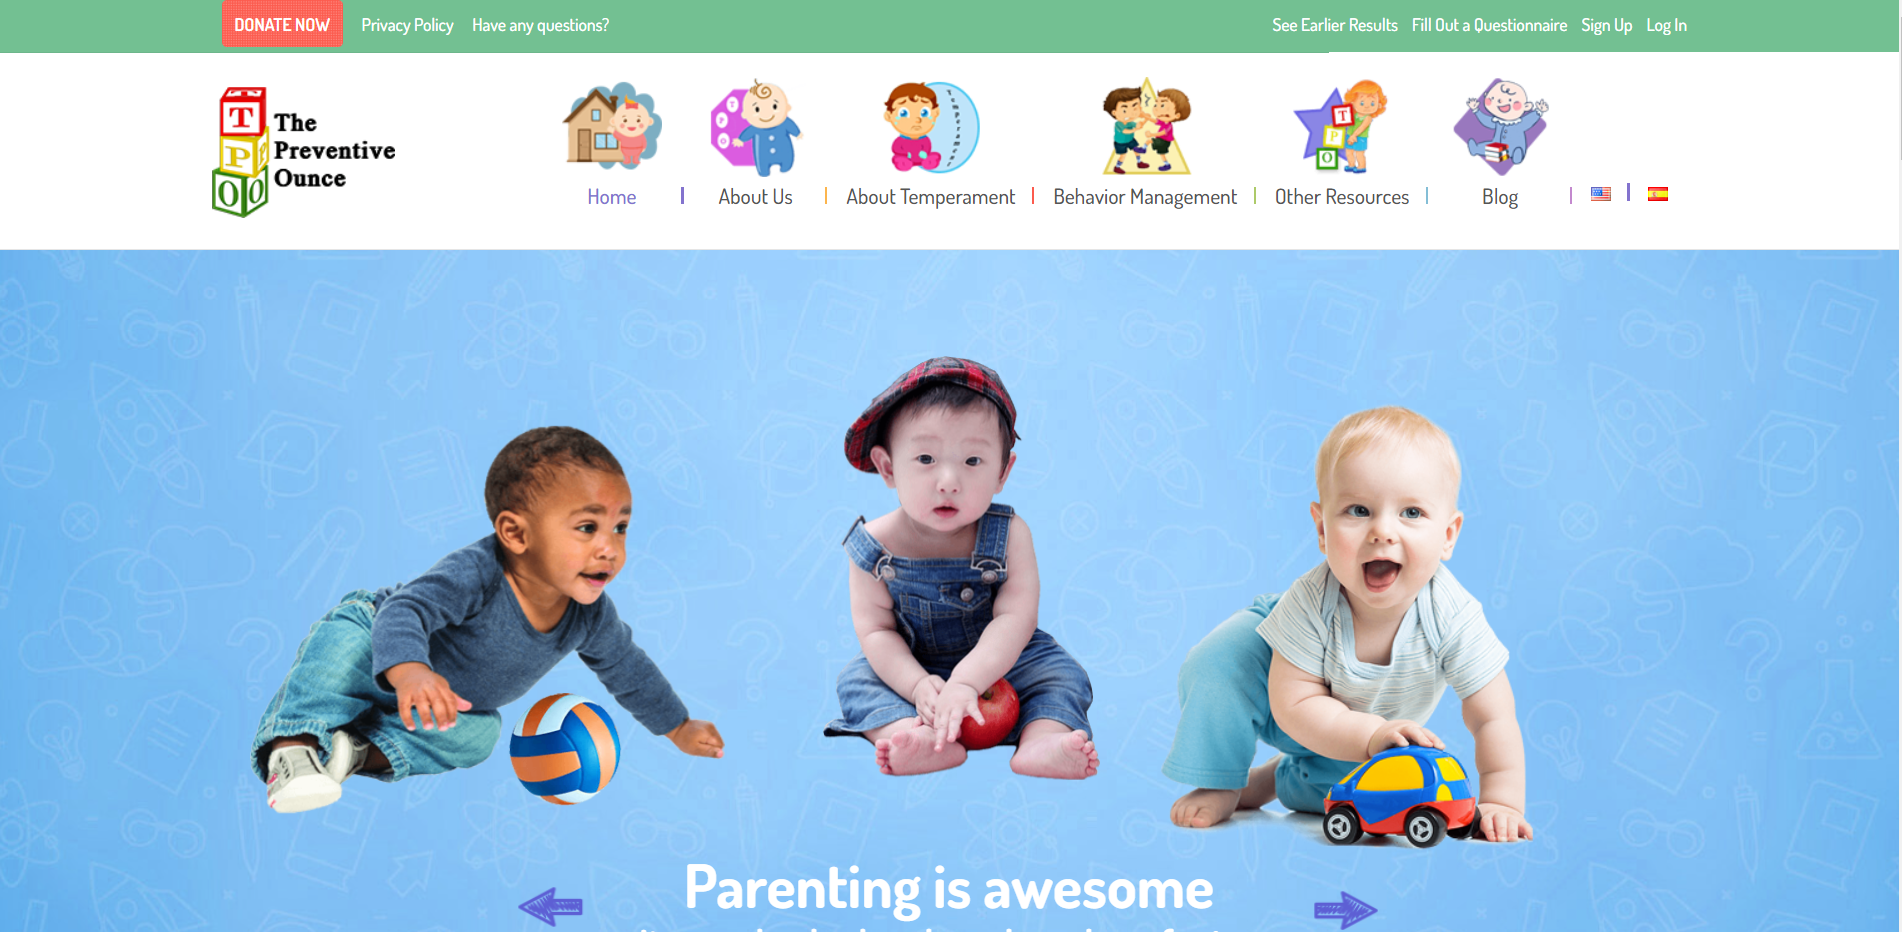 DONATE NOW Privacy Policy Have any questions? See Earlier Results Fill Out a Questionnaire Sign Up Log In
T
P
O
The
Preventive
Ounce
Home About Us About Temperament Behavior Management Other Resources Blog
Parenting is awesome